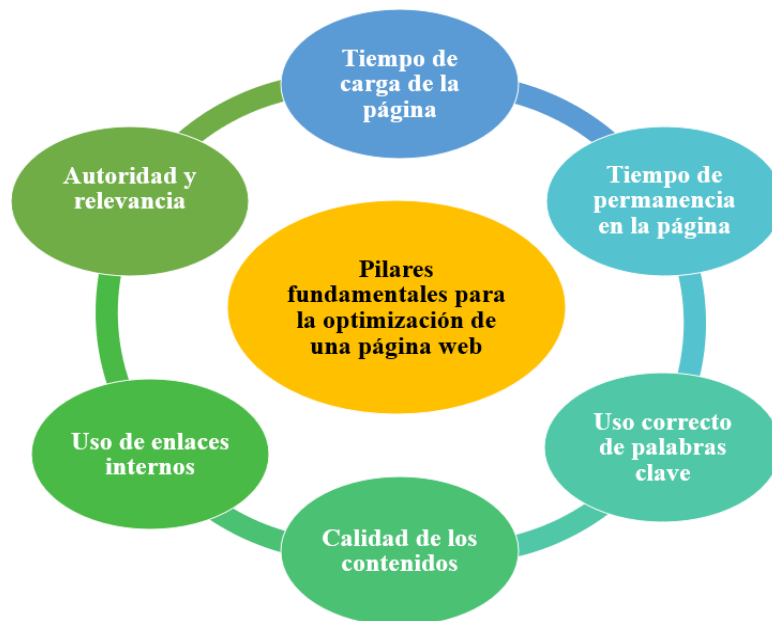 Tiempo de
carga de la
página
Tiempo de
permanencia
en la página
Uso correcto
de palabras
clave
Calidad de los
contenidos
Uso de enlaces
internos
Autoridad y
relevancia
Pilares
fundamentales para
la optimización de
una página web